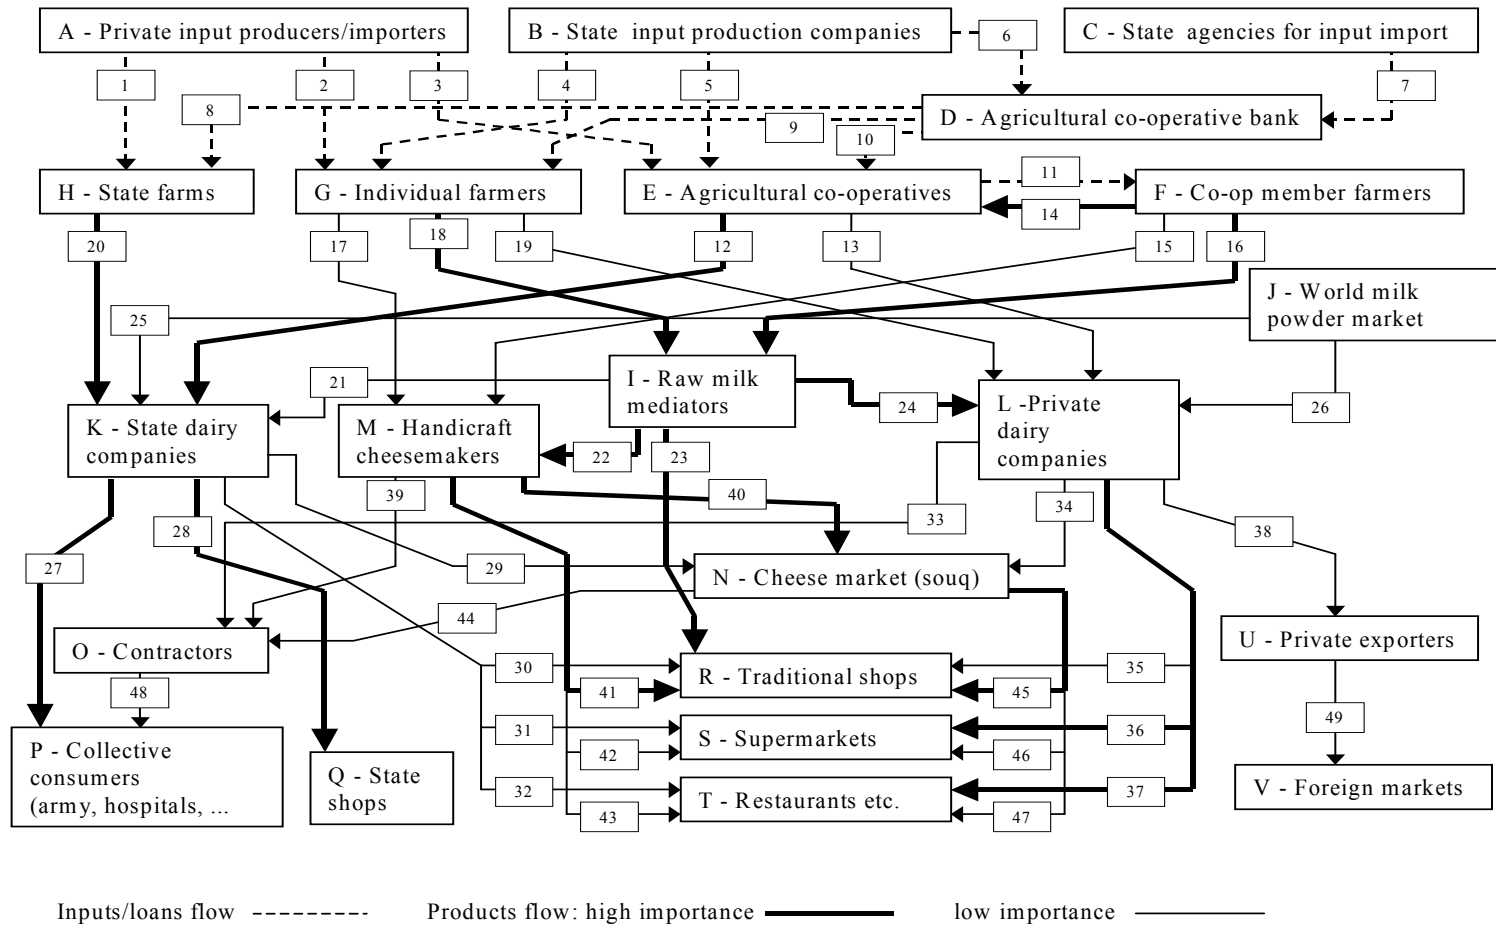 A - Private input producers/importers
B - State input production companies
6
C - State agencies for input import
1
2
3
4
5
7
8
9
10
D - Agricultural co-operative bank
H - State farms
G - Individual farmers
E - Agricultural co-operatives
11
14
F - Co-op member farmers
20
17
18
19
12
13
15
16
J - World milk
powder market
25
21
I - Raw milk
mediators
24
L -Private
dairy
companies
26
K - State dairy
companies
M - Handicraft
cheesemakers
22
23
39
40
33
34
38
28
27
29
N - Cheese market (souq)
44
O - Contractors
U - Private exporters
30
R - Traditional shops
35
48
41
45
49
P - Collective
consumers
(army, hospitals, ...
Q - State
shops
31
S - Supermarkets
36
42
46
32
T - Restaurants etc.
37
43
47
V - Foreign markets
Inputs/loans flow
Products flow: high importance
low importance